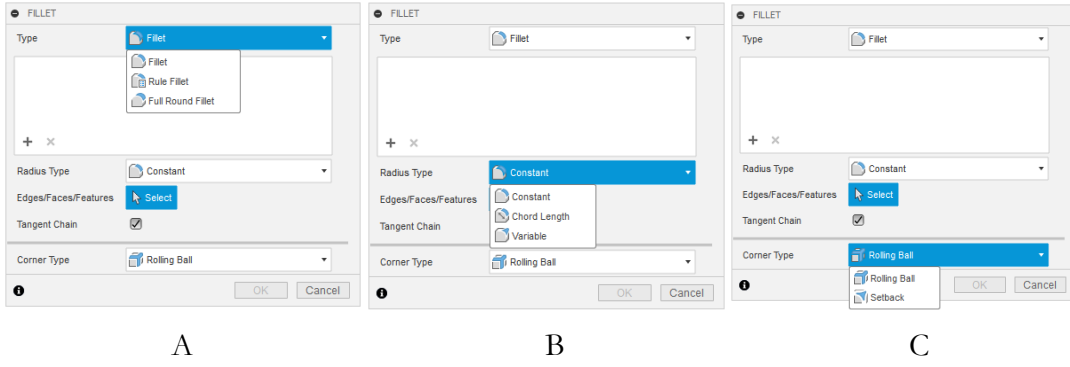 FILLET
Type Fillet
Fillet
Rule Fillet
Full Round Fillet
Radius Type Constant
Edges/Faces/Features Select
Tangent Chain
Corner Type Rolling Ball
OK Cancel
A
FILLET
Type Fillet
Radius Type Constant
Edges/Faces/Features Constant
Chord Length
Tangent Chain
Variable
Corner Type Rolling Ball
OK Cancel
B
FILLET
Type Fillet
Radius Type Constant
Edges/Faces/Features Select
Tangent Chain
Corner Type Rolling Ball
Rolling Ball
Setback
OK Cancel
C